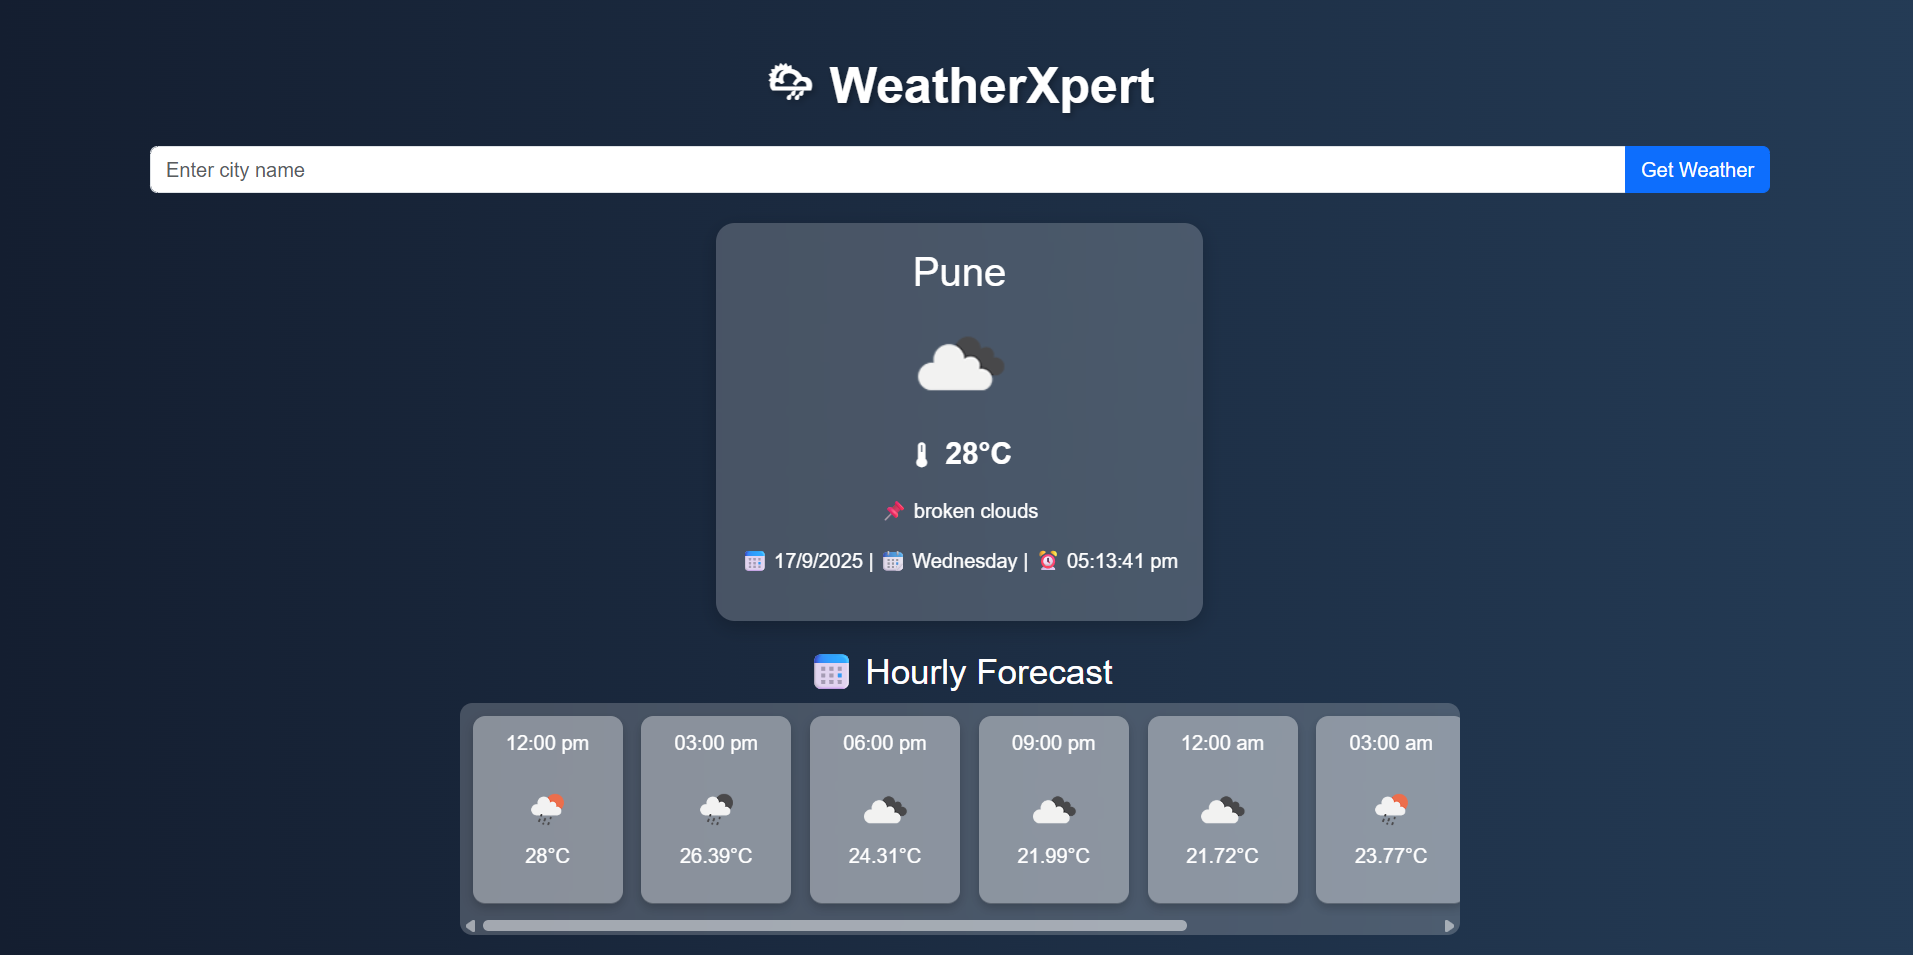 WeatherXpert
Enter city name
Get Weather
Pune
28°C
broken clouds
17/9/2025 | Wednesday | 05:13:41 pm
Hourly Forecast
12:00 pm 03:00 pm 06:00 pm 09:00 pm 12:00 am 03:00 am
28°C 26.39°C 24.31°C 21.99°C 21.72°C 23.77°C